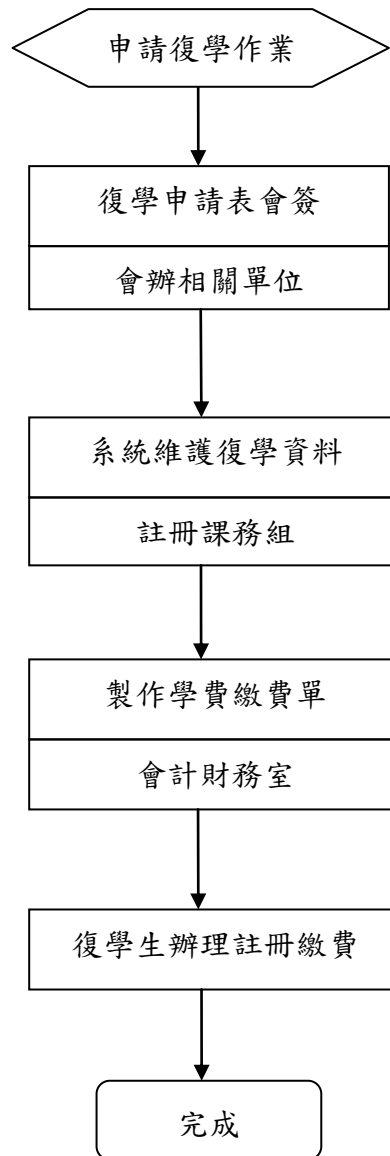 申請復學作業
復學申請表會簽
會辦相關單位
系統維護復學資料
註冊課務組
製作學費繳費單
會計財務室
復學生辦理註冊繳費
完成